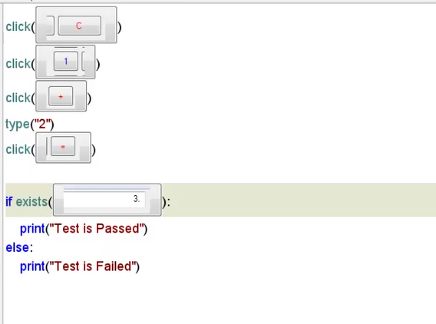 click( C )
click( 1 )
click( + )
type("2")
click( = )
if exists( 3. ):
print("Test is Passed")
else:
print("Test is Failed")